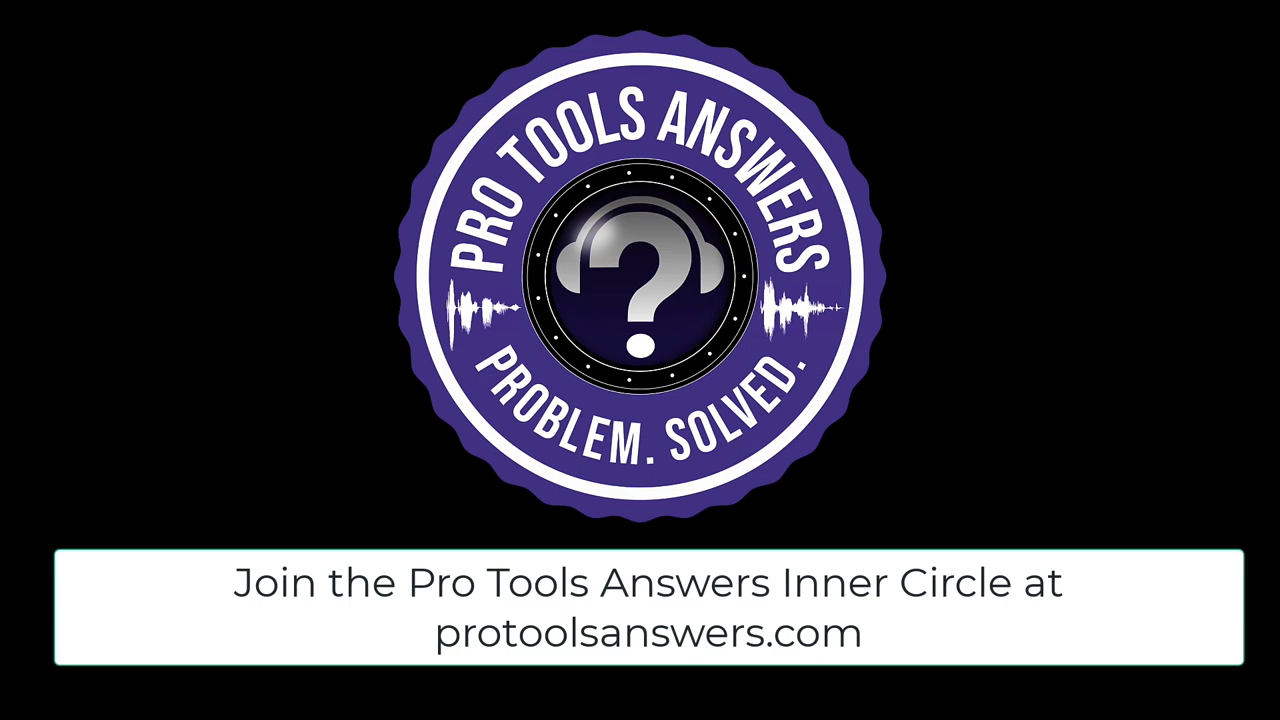 PRO TOOLS ANSWERS
?
PROBLEM. SOLVED.
Join the Pro Tools Answers Inner Circle at
protoolsanswers.com